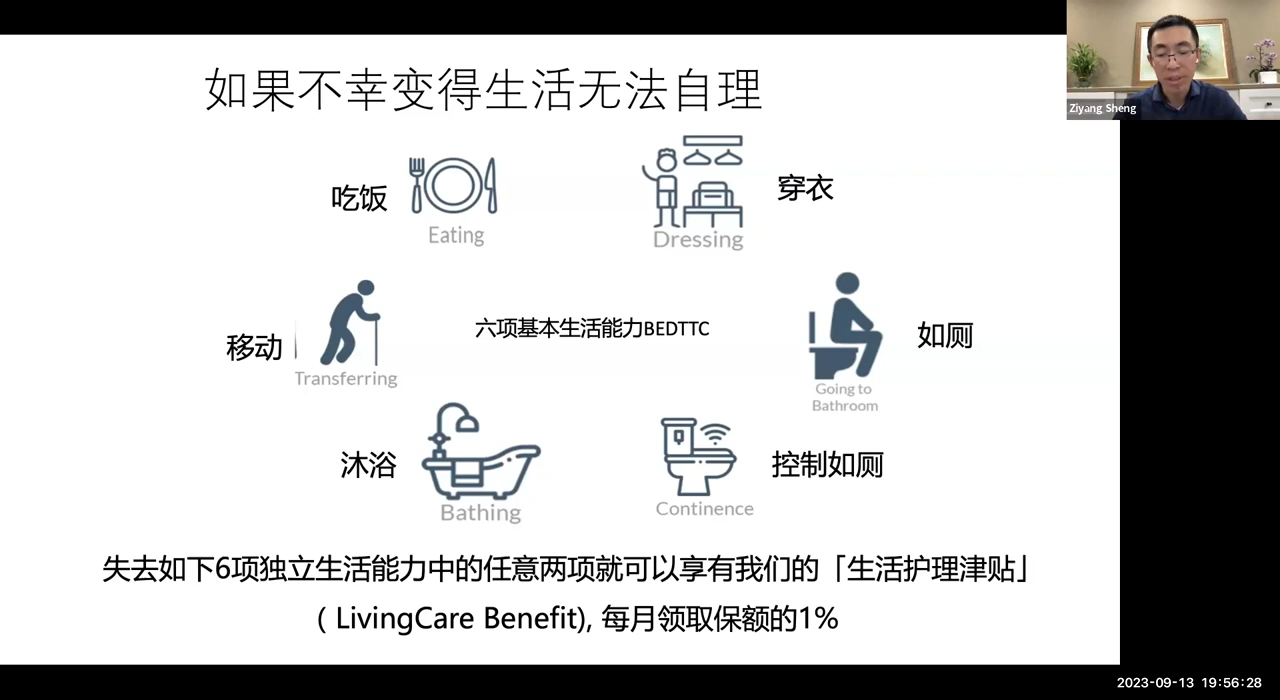 如果不幸变得生活无法自理
Ziyang Sheng
吃饭
Eating
穿衣
Dressing
移动
Transferring
六项基本生活能力BEDTTC
如厕
Going to
Bathroom
沐浴
Bathing
控制如厕
Continence
失去如下6项独立生活能力中的任意两项就可以享有我们的「生活护理津贴」
( LivingCare Benefit), 每月领取保额的1%
2023-09-13 19:56:28